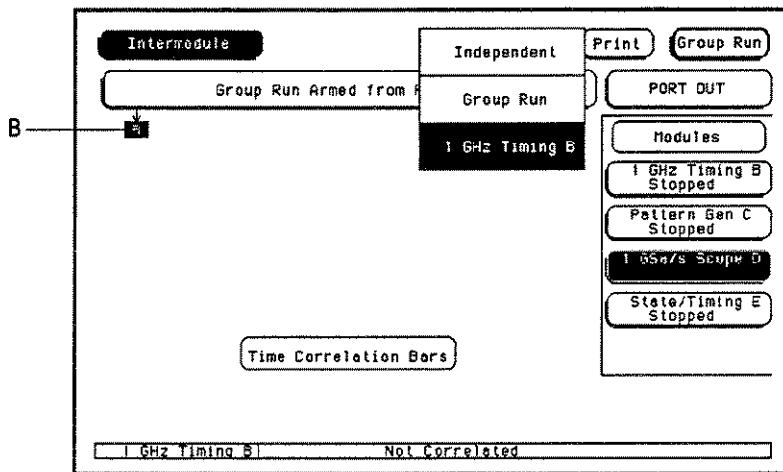 Intermodule
Independent
Print
Group Run
Group Run Armed from
Group Run
PORT OUT
B
1 GHz Timing B
Modules
1 GHz Timing B
Stopped
Pattern Gen C
Stopped
1 GSa/s Scope D
State/Timing E
Stopped
Time Correlation Bars
1 GHz Timing B
Not Correlated